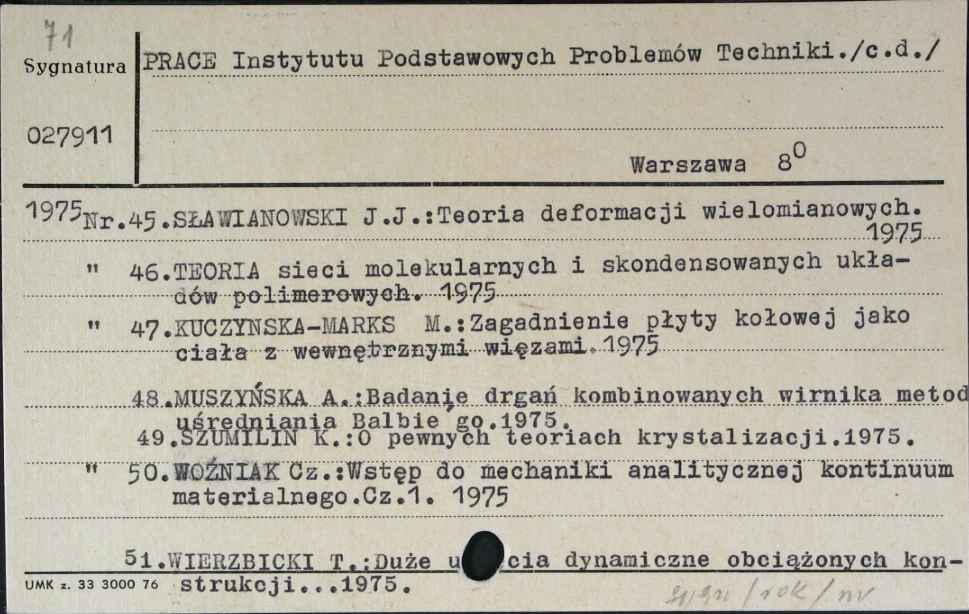 71
Sygnatura PRACE Instytutu Podstawowych Problemów Techniki./c.d./
027911
Warszawa 8⁰
1975 Nr.45.SŁAWIANOWSKI J.J.:Teoria deformacji wielomianowych.
1975
" 46.TEORIA sieci molekularnych i skondensowanych ukła-
dów polimerowych. 1975
" 47.KUCZYNSKA-MARKS M.:Zagadnienie płyty kołowej jako
ciała z wewnętrznymi więzami.1975
48.MUSZYŃSKA A.:Badanie drgań kombinowanych wirnika metod
uśredniania Balbie´go.1975.
49.SZUMILIN K.:O pewnych teoriach krystalizacji.1975.
" 50.WOŹNIAK Cz.:Wstęp do mechaniki analitycznej kontinuum
materialnego.Cz.1. 1975
51.WIERZBICKI T.:Duże dynamiczne obciążonych kon-
UMK z. 33 3000 76 strukcji...1975.
/rok/nr